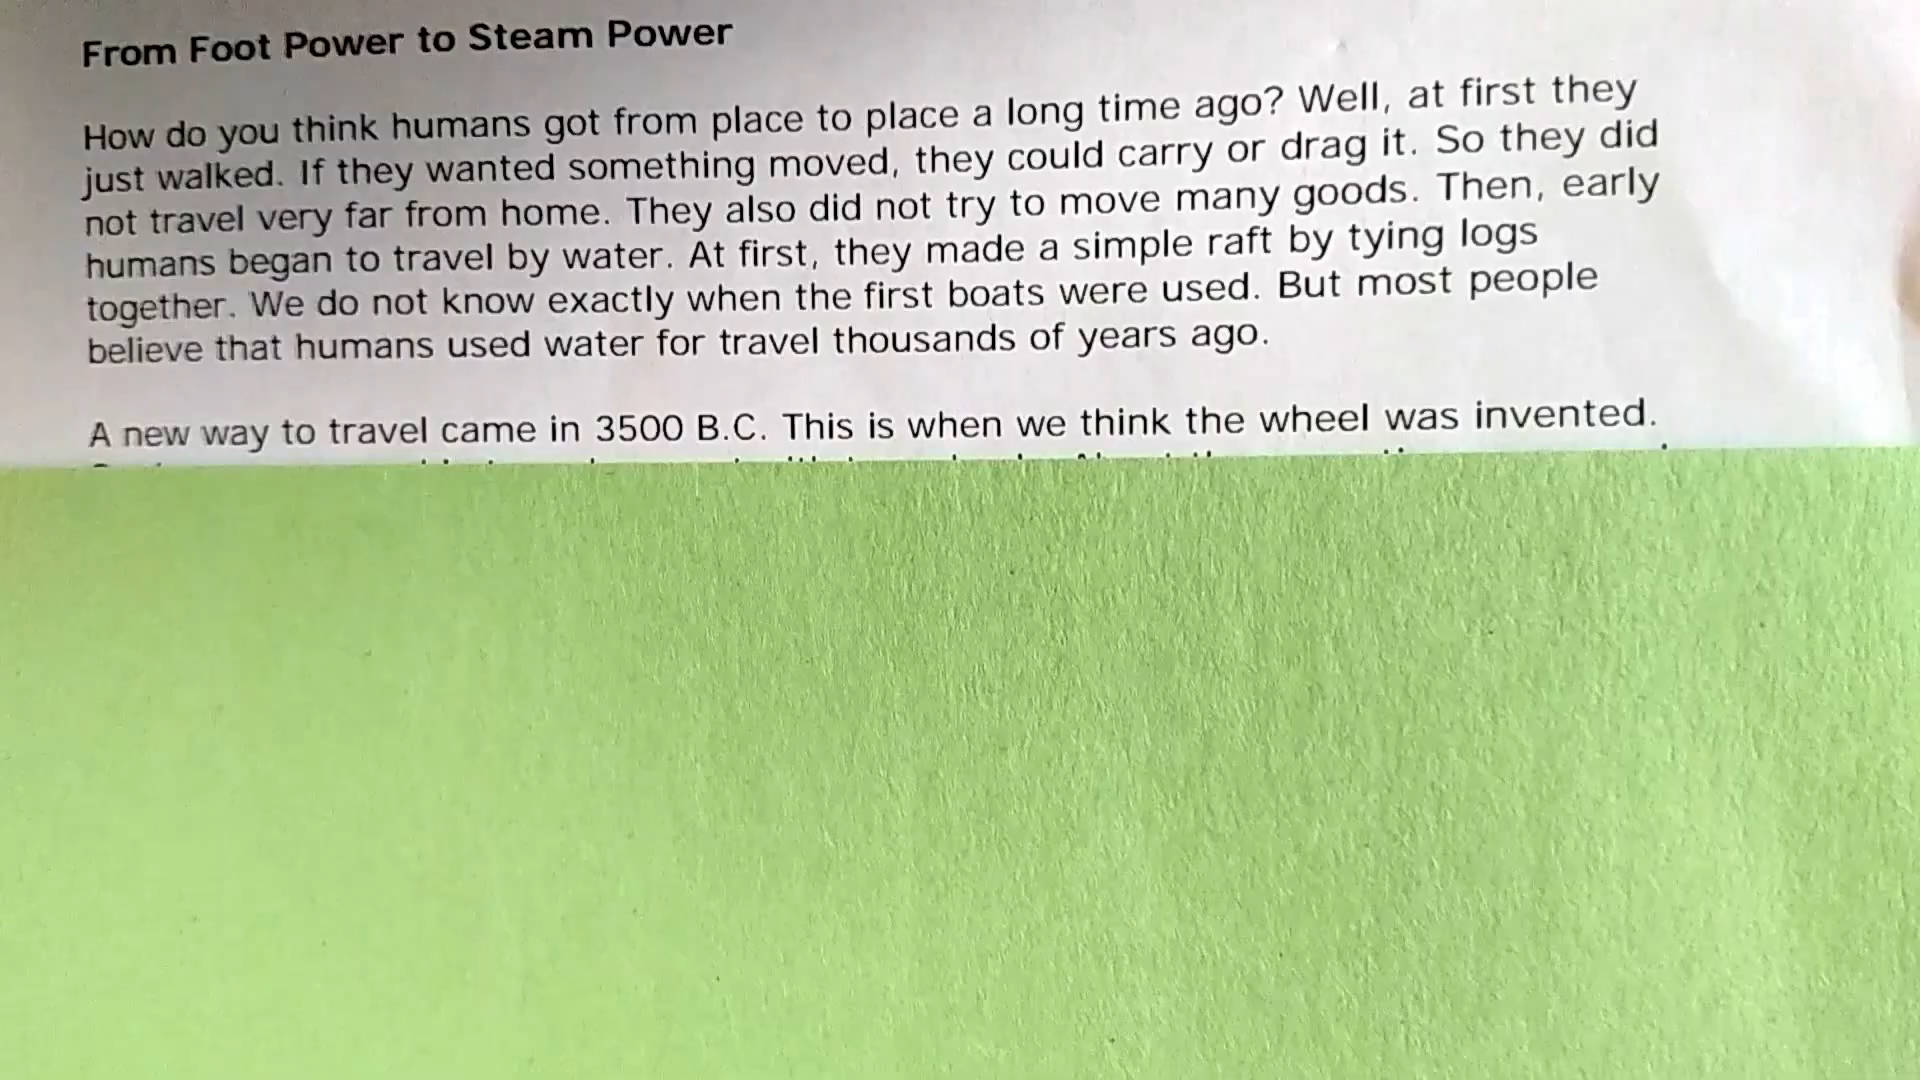 From Foot Power to Steam Power
How do you think humans got from place to place a long time ago? Well, at first they
just walked. If they wanted something moved, they could carry or drag it. So they did
not travel very far from home. They also did not try to move many goods. Then, early
humans began to travel by water. At first, they made a simple raft by tying logs
together. We do not know exactly when the first boats were used. But most people
believe that humans used water for travel thousands of years ago.
A new way to travel came in 3500 B.C. This is when we think the wheel was invented.